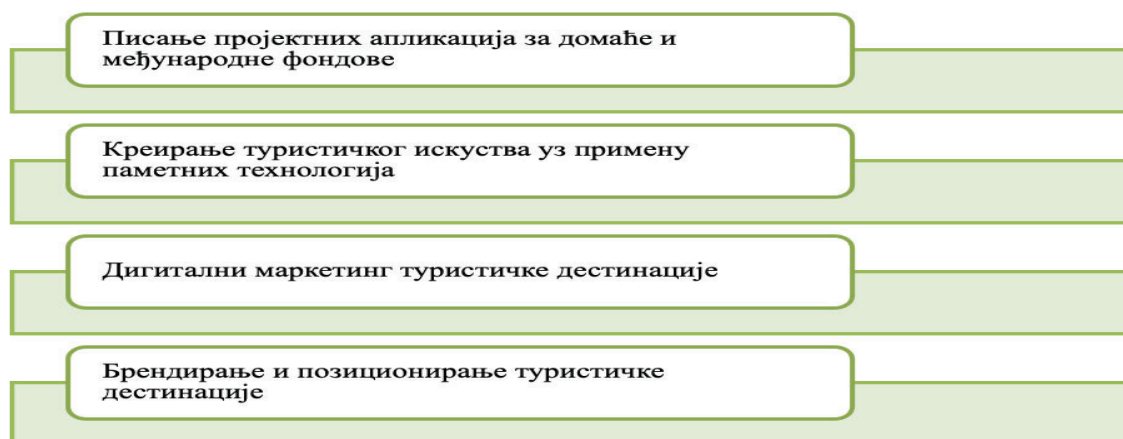 Писање пројектних апликација за домаће и
међународне фондове
Креирање туристичког искуства уз примену
паметних технологија
Дигитални маркетинг туристичке дестинације
Брендирање и позиционирање туристичке
дестинације